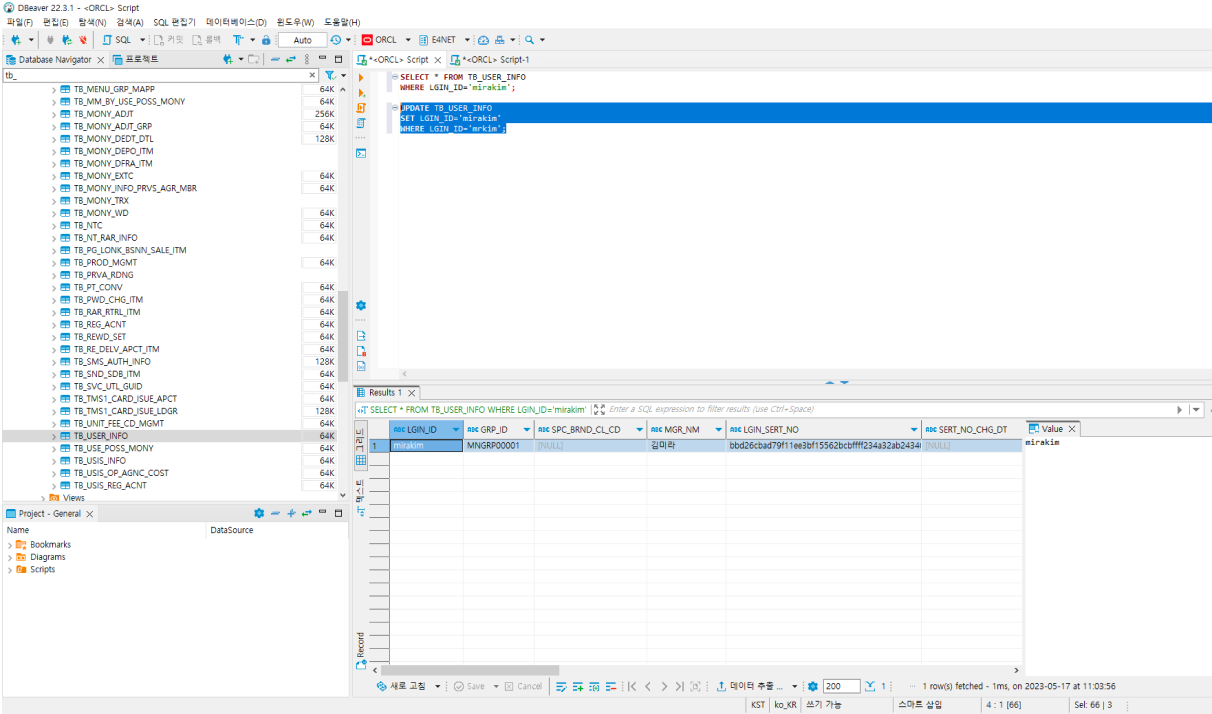 DBeaver 22.3.1 - <ORCL> Script
파일(F) 편집(E) 탐색(N) 검색(A) SQL 편집기 데이터베이스(D) 윈도우(W) 도움말(H)
SQL 커밋 롤백 Auto ORCL E4NET
Database Navigator 프로젝트
tb_
TB_MENU_GRP_MAPP 64K
TB_MM_BY_USE_POSS_MONY 64K
TB_MONY_ADJT 256K
TB_MONY_ADJT_GRP 64K
TB_MONY_DEDT_DTL 128K
TB_MONY_DEPO_ITM
TB_MONY_DFRA_ITM
TB_MONY_EXTC 64K
TB_MONY_INFO_PRVS_AGR_MBR 64K
TB_MONY_TRX
TB_MONY_WD 64K
TB_NTC 64K
TB_NT_RAR_INFO 64K
TB_PG_LONK_BSNN_SALE_ITM
TB_PROD_MGMT 64K
TB_PRVA_RDNG
TB_PT_CONV 64K
TB_PWD_CHG_ITM 64K
TB_RAR_RTRL_ITM 64K
TB_REG_ACNT 64K
TB_REWD_SET 64K
TB_RE_DELV_APCT_ITM 64K
TB_SMS_AUTH_INFO 128K
TB_SND_SDB_ITM 64K
TB_SVC_UTL_GUID 64K
TB_TMS1_CARD_ISUE_APCT 64K
TB_TMS1_CARD_ISUE_LDGR 128K
TB_UNIT_FEE_CD_MGMT 64K
TB_USER_INFO 64K
TB_USE_POSS_MONY 64K
TB_USIS_INFO 64K
TB_USIS_OP_AGNC_COST 64K
TB_USIS_REG_ACNT 64K
Views
Project - General
Name DataSource
Bookmarks
Diagrams
Scripts
*<ORCL> Script *<ORCL> Script-1
SELECT * FROM TB_USER_INFO
WHERE LGIN_ID='mirakim';
UPDATE TB_USER_INFO
SET LGIN_ID='mirakim'
WHERE LGIN_ID='mrkim';
Results 1
SELECT * FROM TB_USER_INFO WHERE LGIN_ID='mirakim' Enter a SQL expression to filter results (use Ctrl+Space)
그리드
텍스트
Record
LGIN_ID GRP_ID SPC_BRND_CL_CD MGR_NM LGIN_SERT_NO SERT_NO_CHG_DT
1 mirakim MNGRP00001 [NULL] 김미라 bbd26cbad79f11ee3bf15562bcbffff234a32ab2434 [NULL]
Value
mirakim
새로 고침 Save Cancel 데이터 추출 ... 200 1 1 row(s) fetched - 1ms, on 2023-05-17 at 11:03:56
KST ko_KR 쓰기 가능 스마트 삽입 4 : 1 [66] Sel: 66 | 3